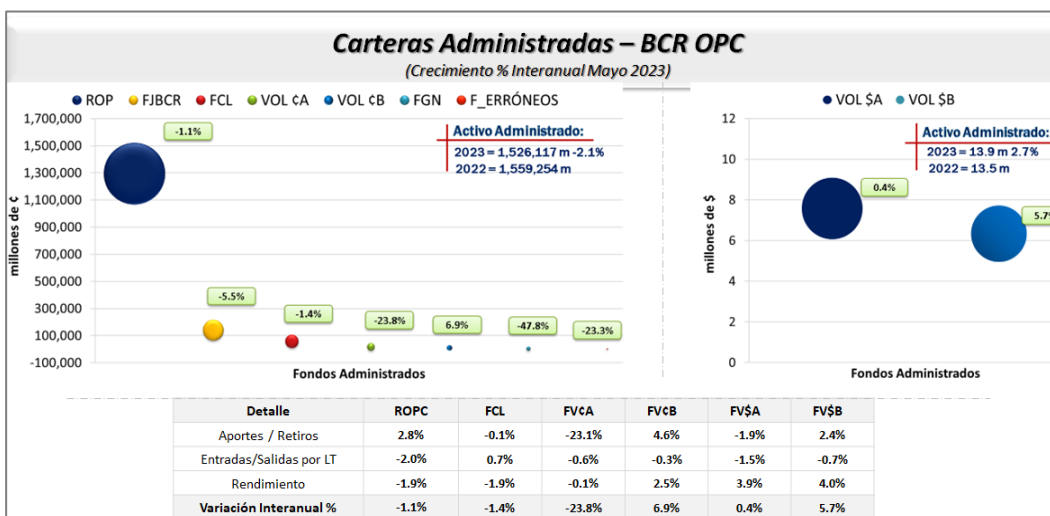 Carteras Administradas – BCR OPC
(Crecimiento % Interanual Mayo 2023)
ROP FJBCR FCL VOL ¢A VOL ¢B FGN F_ERRÓNEOS
millones de ¢
1,700,000
1,500,000
1,300,000
1,100,000
900,000
700,000
500,000
300,000
100,000
-100,000
-1.1%
Activo Administrado:
2023 = 1,526,117 m -2.1%
2022 = 1,559,254 m
-5.5%
-1.4%
-23.8%
6.9%
-47.8%
-23.3%
Fondos Administrados
VOL $A VOL $B
millones de $
12
10
8
6
4
2
0
Activo Administrado:
2023 = 13.9 m 2.7%
2022 = 13.5 m
0.4%
5.7%
Fondos Administrados
Detalle ROPC FCL FV¢A FV¢B FV$A FV$B
Aportes / Retiros 2.8% -0.1% -23.1% 4.6% -1.9% 2.4%
Entradas/Salidas por LT -2.0% 0.7% -0.6% -0.3% -1.5% -0.7%
Rendimiento -1.9% -1.9% -0.1% 2.5% 3.9% 4.0%
Variación Interanual % -1.1% -1.4% -23.8% 6.9% 0.4% 5.7%